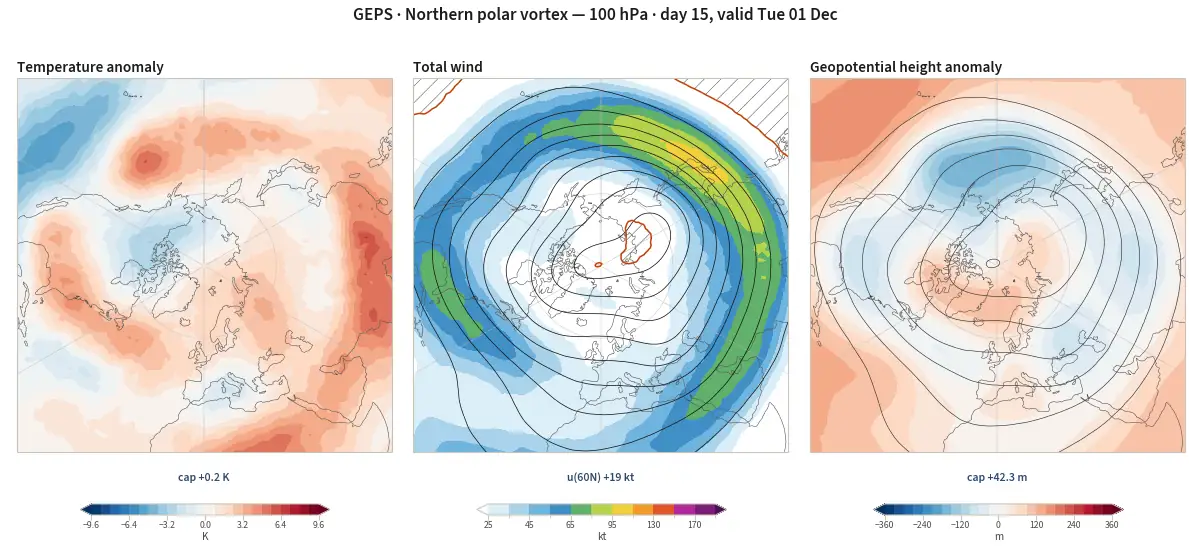 GEPS · Northern polar vortex — 100 hPa · day 15, valid Tue 01 Dec
Temperature anomaly
Total wind
Geopotential height anomaly
cap +0.2 K
u(60N) +19 kt
cap +42.3 m
−9.6 −6.4 −3.2 0.0 3.2 6.4 9.6
K
25 45 65 95 130 170
kt
−360 −240 −120 0 120 240 360
m